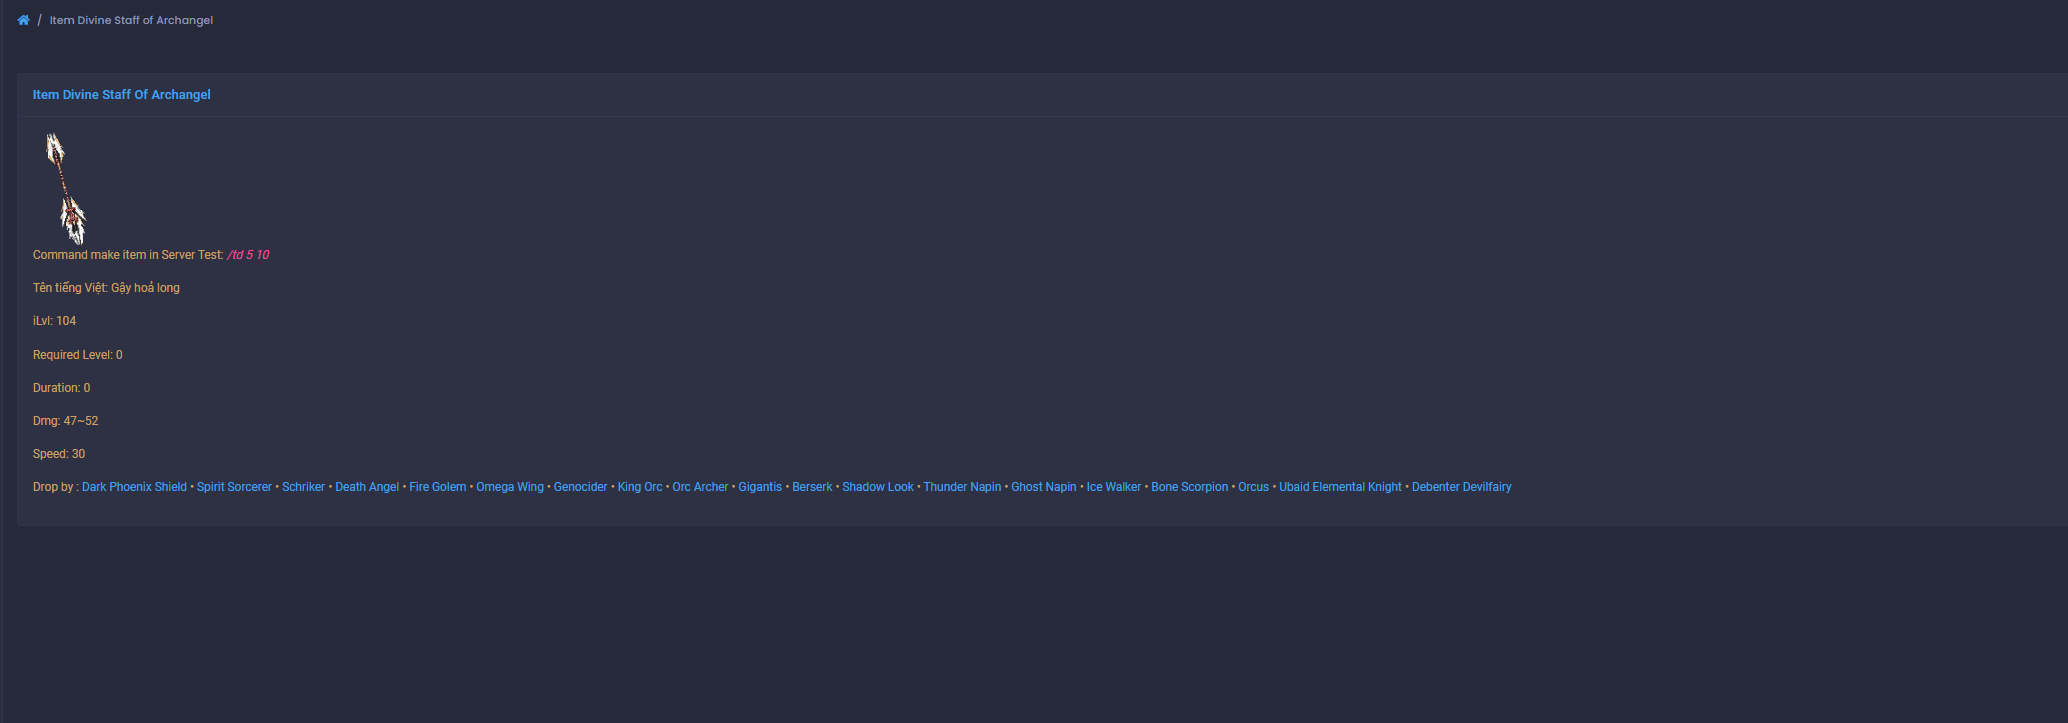 / Item Divine Staff of Archangel
Item Divine Staff Of Archangel
Command make item in Server Test: /td 5 10
Tên tiếng Việt: Gậy hoả long
iLvl: 104
Required Level: 0
Duration: 0
Dmg: 47~52
Speed: 30
Drop by : Dark Phoenix Shield • Spirit Sorcerer • Schriker • Death Angel • Fire Golem • Omega Wing • Genocider • King Orc • Orc Archer • Gigantis • Berserk • Shadow Look • Thunder Napin • Ghost Napin • Ice Walker • Bone Scorpion • Orcus • Ubaid Elemental Knight • Debenter Devilfairy